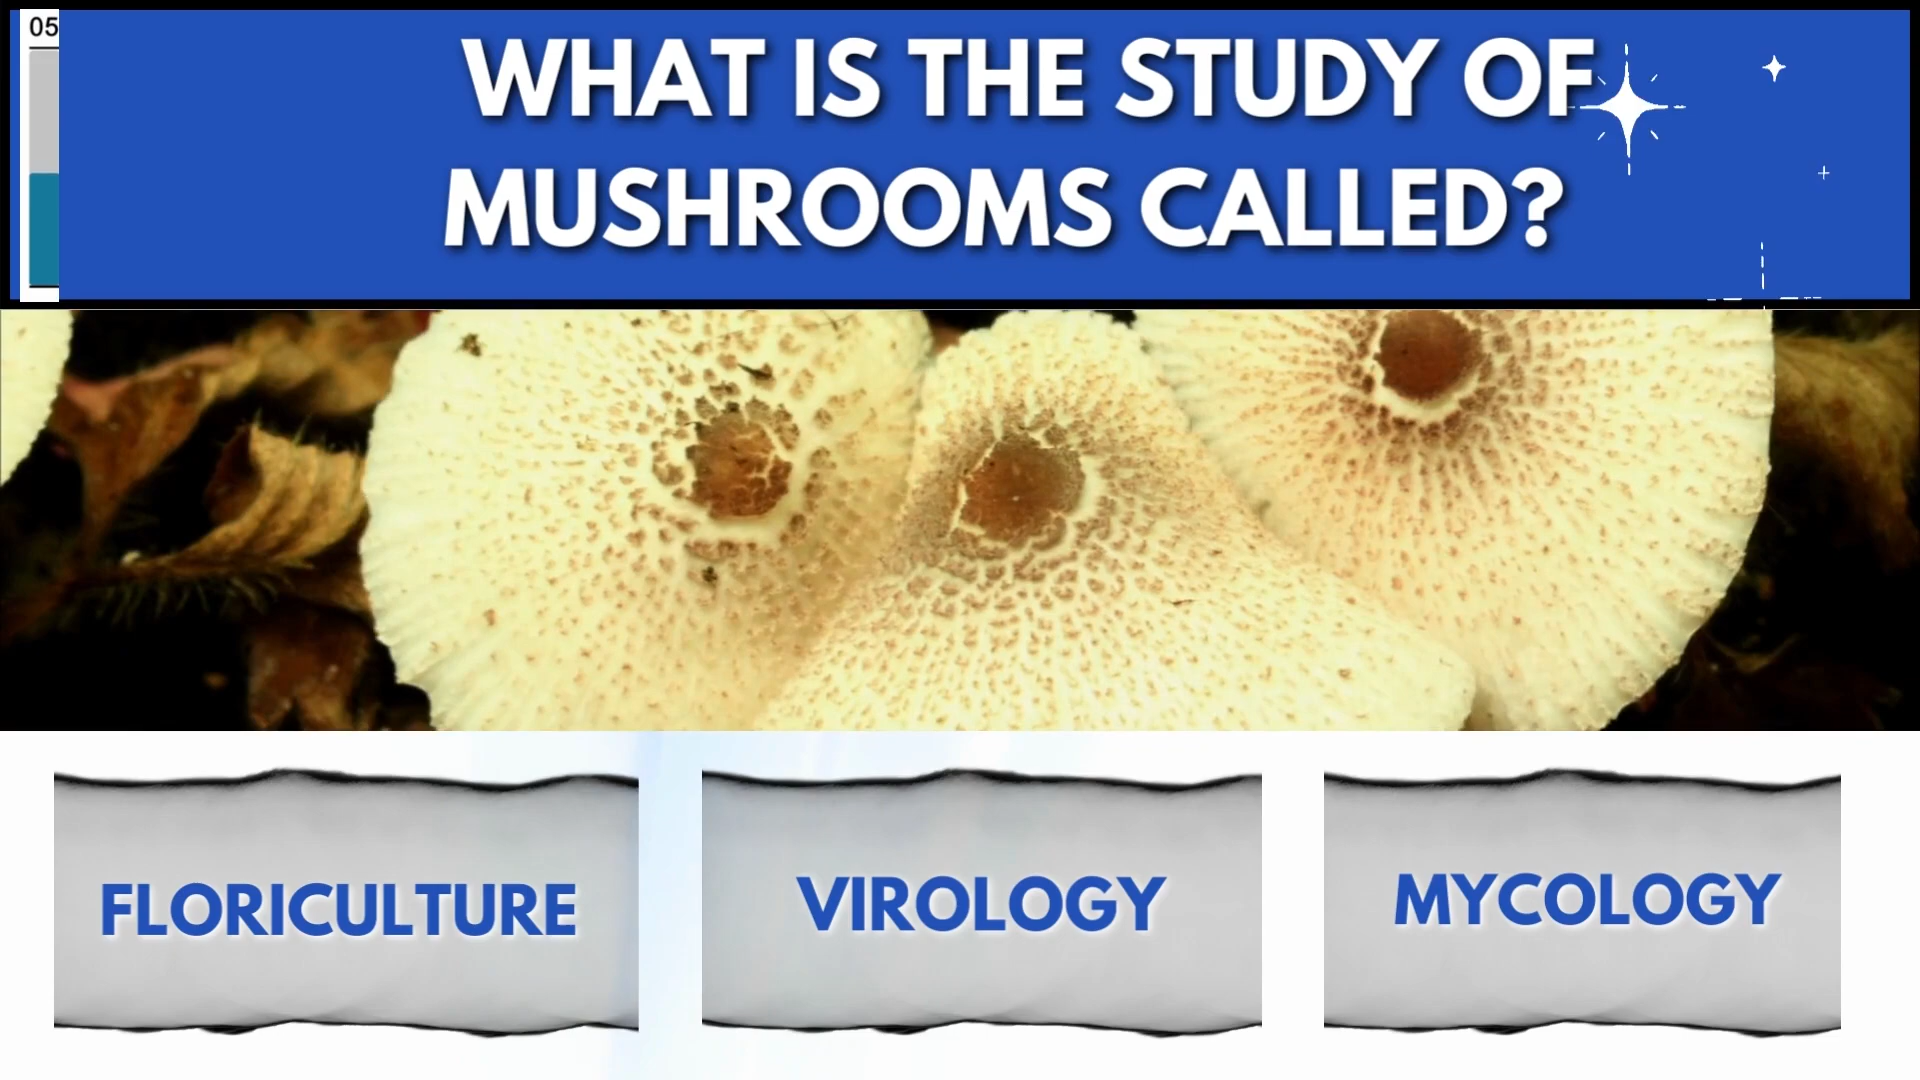 05
WHAT IS THE STUDY OF
MUSHROOMS CALLED?
FLORICULTURE
VIROLOGY
MYCOLOGY